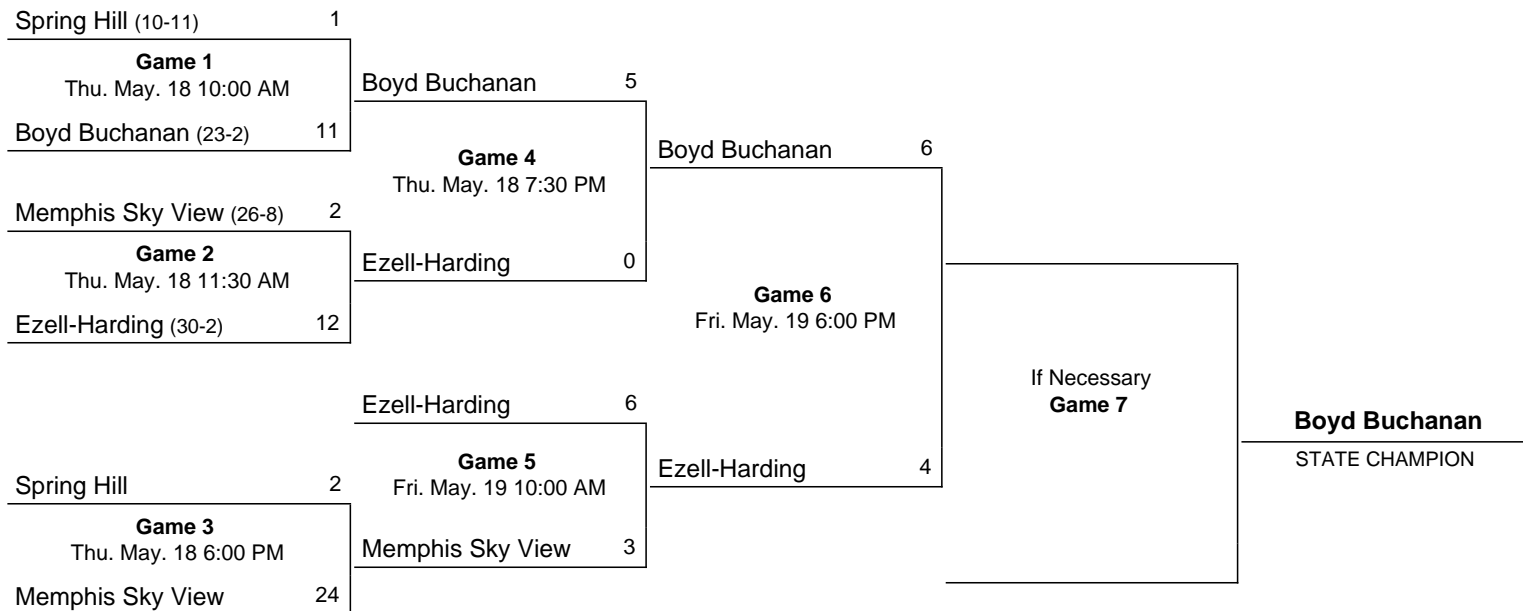 Spring Hill (10-11) 1
Game 1
Thu. May. 18 10:00 AM
Boyd Buchanan (23-2) 11
Memphis Sky View (26-8) 2
Game 2
Thu. May. 18 11:30 AM
Ezell-Harding (30-2) 12
Spring Hill 2
Game 3
Thu. May. 18 6:00 PM
Memphis Sky View 24
Boyd Buchanan 5
Game 4
Thu. May. 18 7:30 PM
Ezell-Harding 0
Ezell-Harding 6
Game 5
Fri. May. 19 10:00 AM
Memphis Sky View 3
Boyd Buchanan 6
Game 6
Fri. May. 19 6:00 PM
Ezell-Harding 4
If Necessary
Game 7
Boyd Buchanan
STATE CHAMPION